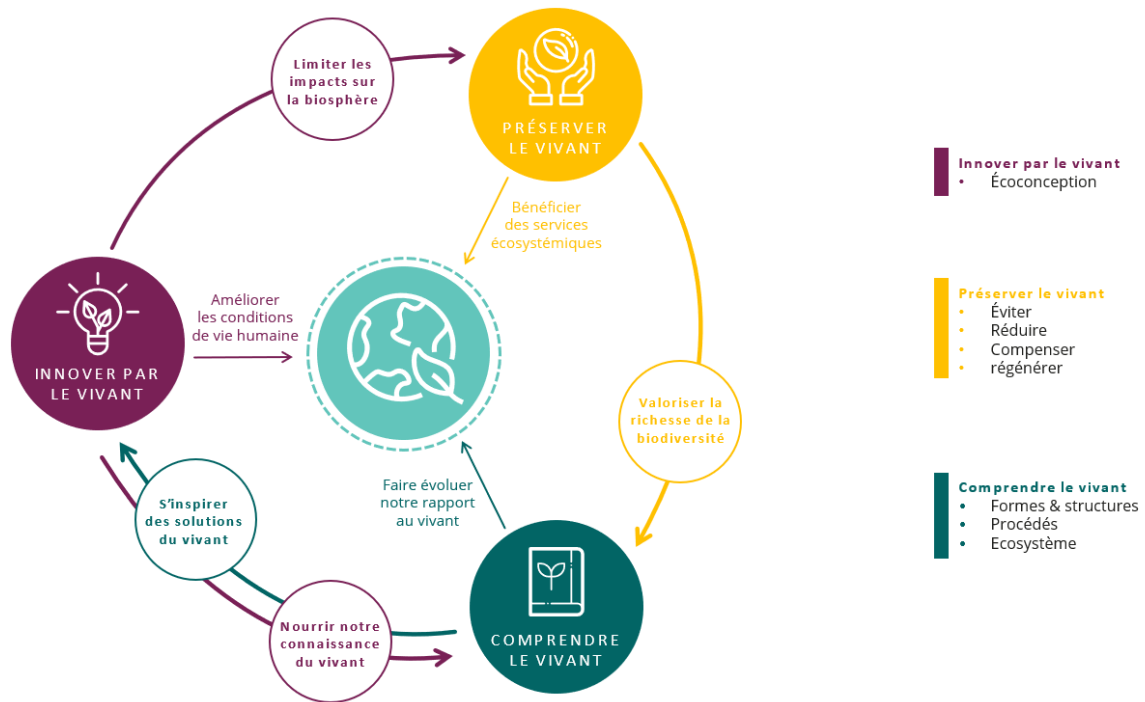 Limiter les
impacts sur
la biosphère
PRÉSERVER
LE VIVANT
Bénéficier
des services
écosystémiques
INNOVER PAR
LE VIVANT
Améliorer
les conditions
de vie humaine
Valoriser la
richesse de la
biodiversité
Faire évoluer
notre rapport
au vivant
S’inspirer
des solutions
du vivant
Nourrir notre
connaissance
du vivant
COMPRENDRE
LE VIVANT
Innover par le vivant
• Écoconception
Préserver le vivant
• Éviter
• Réduire
• Compenser
• régénérer
Comprendre le vivant
• Formes & structures
• Procédés
• Ecosystème